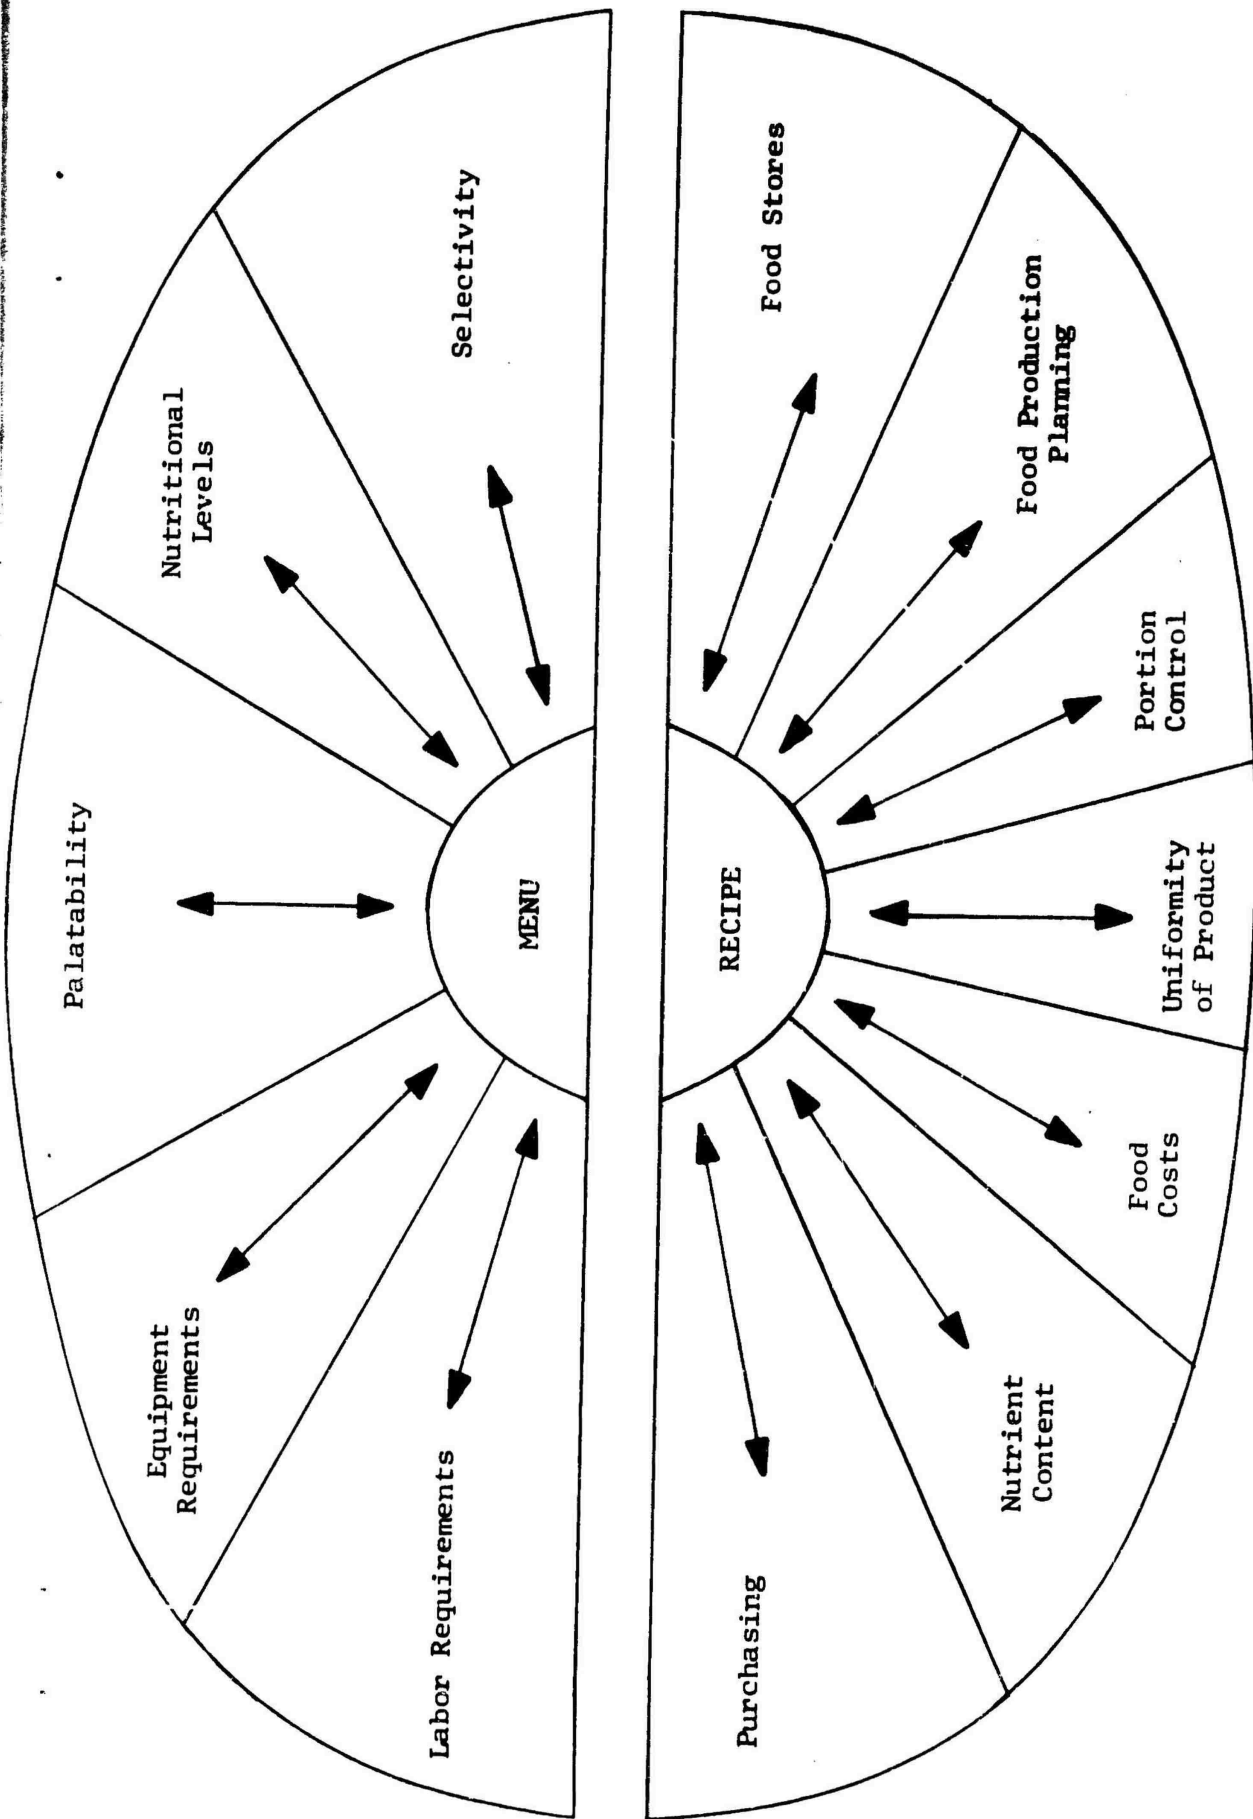 Labor Requirements
Equipment
Requirements
Palatability
Nutritional
Levels
Selectivity
MENU
RECIPE
Purchasing
Nutrient
Content
Food
Costs
Uniformity
of Product
Portion
Control
Food Production
Planning
Food Stores